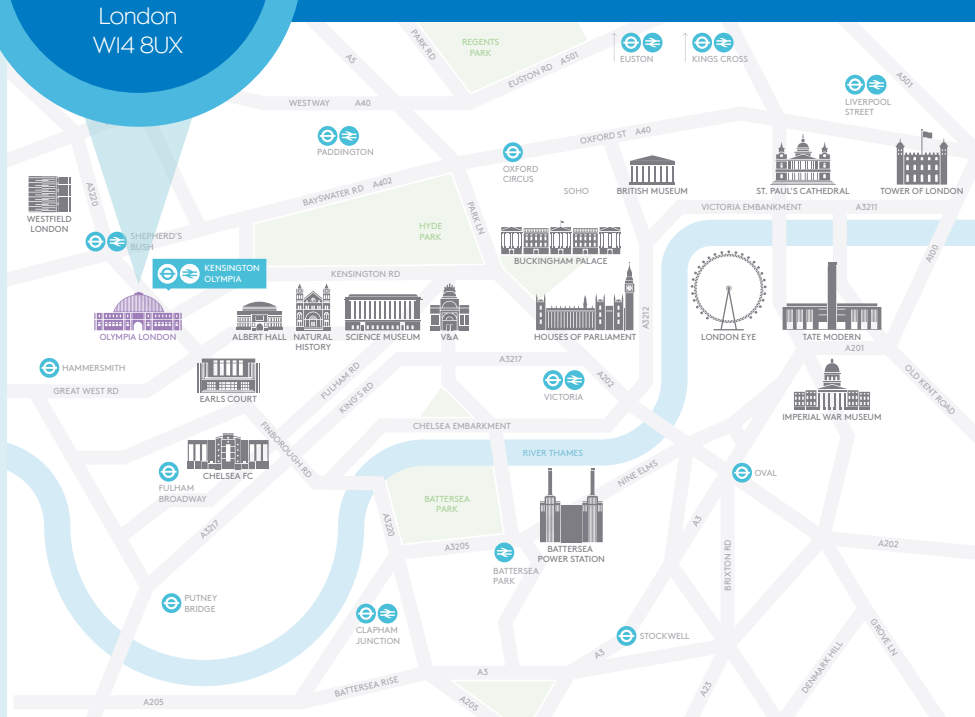 London
W14 8UX
PARK RD
REGENTS
PARK
A5
EUSTON RD A501
EUSTON
KINGS CROSS
A501
LIVERPOOL
STREET
WESTWAY A40
PADDINGTON
OXFORD ST A40
OXFORD
CIRCUS
SOHO
BRITISH MUSEUM
ST. PAUL'S CATHEDRAL
TOWER OF LONDON
A3220
WESTFIELD
LONDON
BAYSWATER RD A402
PARK LN
VICTORIA EMBANKMENT
A3211
SHEPHERD'S
BUSH
HYDE
PARK
BUCKINGHAM PALACE
A100
KENSINGTON
OLYMPIA
KENSINGTON RD
A3212
OLYMPIA LONDON
ALBERT HALL
NATURAL
HISTORY
SCIENCE MUSEUM
V&A
HOUSES OF PARLIAMENT
LONDON EYE
TATE MODERN
A201
HAMMERSMITH
GREAT WEST RD
EARLS COURT
FULHAM RD
KING'S RD
A3217
VICTORIA
A202
OLD KENT ROAD
IMPERIAL WAR MUSEUM
FINBOROUGH RD
CHELSEA EMBANKMENT
RIVER THAMES
CHELSEA FC
FULHAM
BROADWAY
NINE ELMS
OVAL
BATTERSEA
PARK
A3217
A3220
A3205
BATTERSEA
POWER STATION
A3
BRIXTON RD
A202
BATTERSEA
PARK
PUTNEY
BRIDGE
CLAPHAM
JUNCTION
STOCKWELL
GROVE LN
A3
A3
DENMARK HILL
BATTERSEA RISE
A205
A205
A23